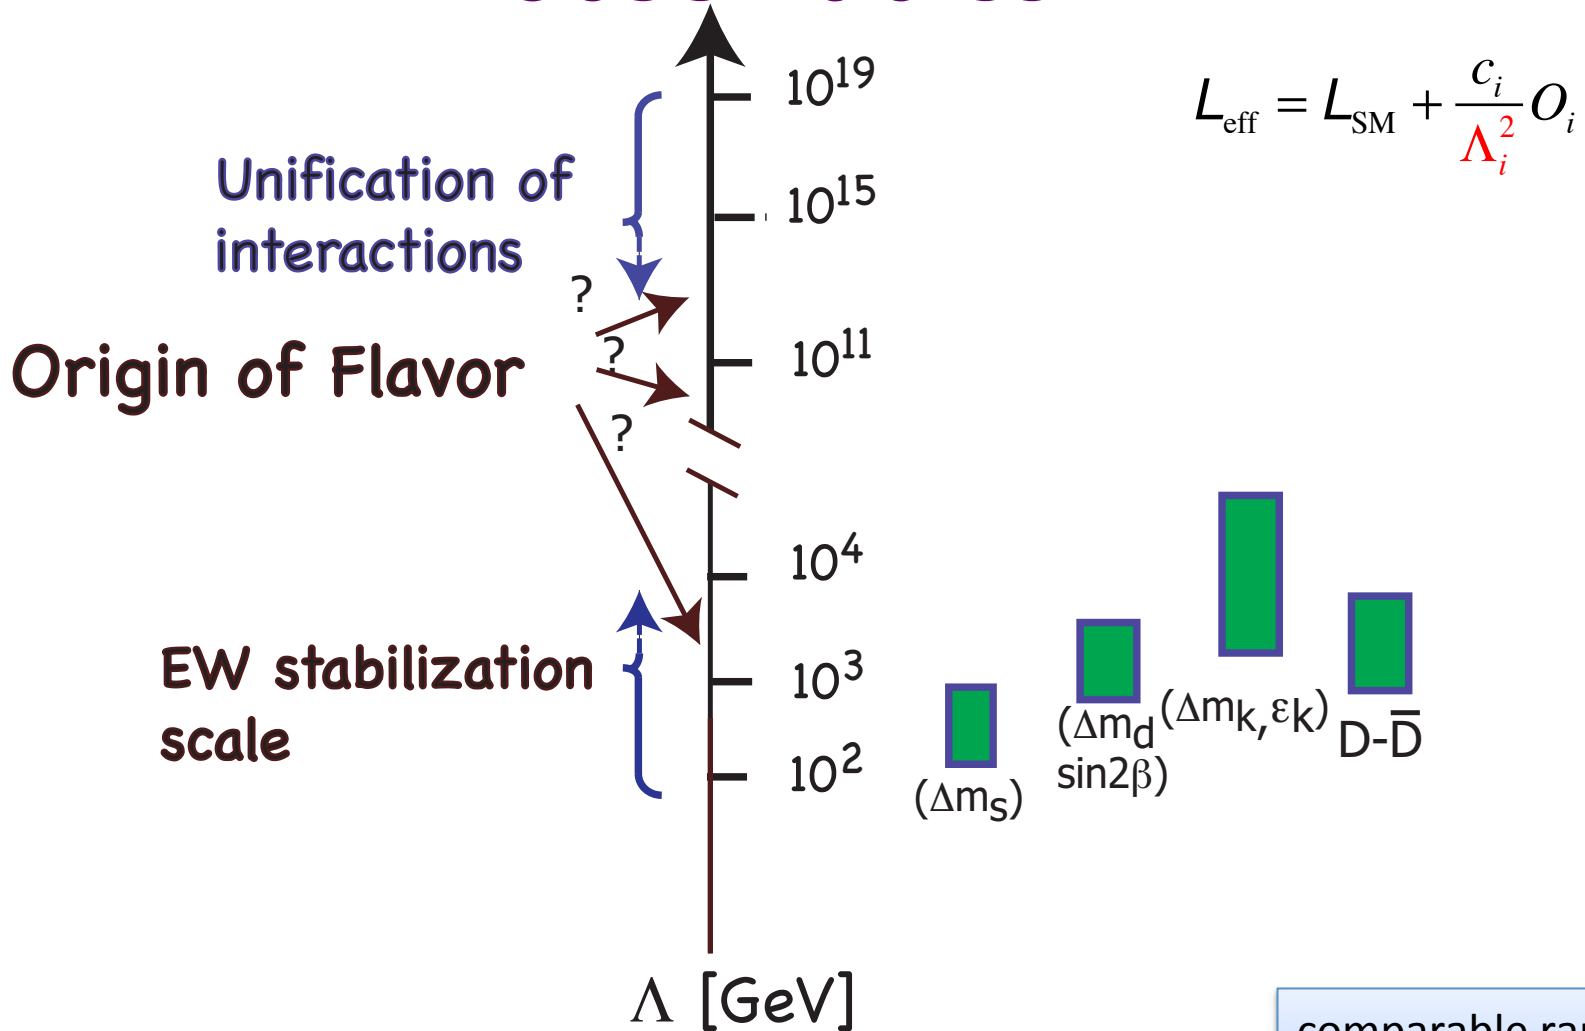 L_eff = L_SM + c_i/Λ_i^2 O_i
10^19
Unification of
interactions
10^15
?
Origin of Flavor
?
10^11
?
10^4
EW stabilization
scale
10^3
10^2
(Δm_s)
(Δm_d
sin2β)
(Δm_k,ε_k)
D-D̅
Λ [GeV]